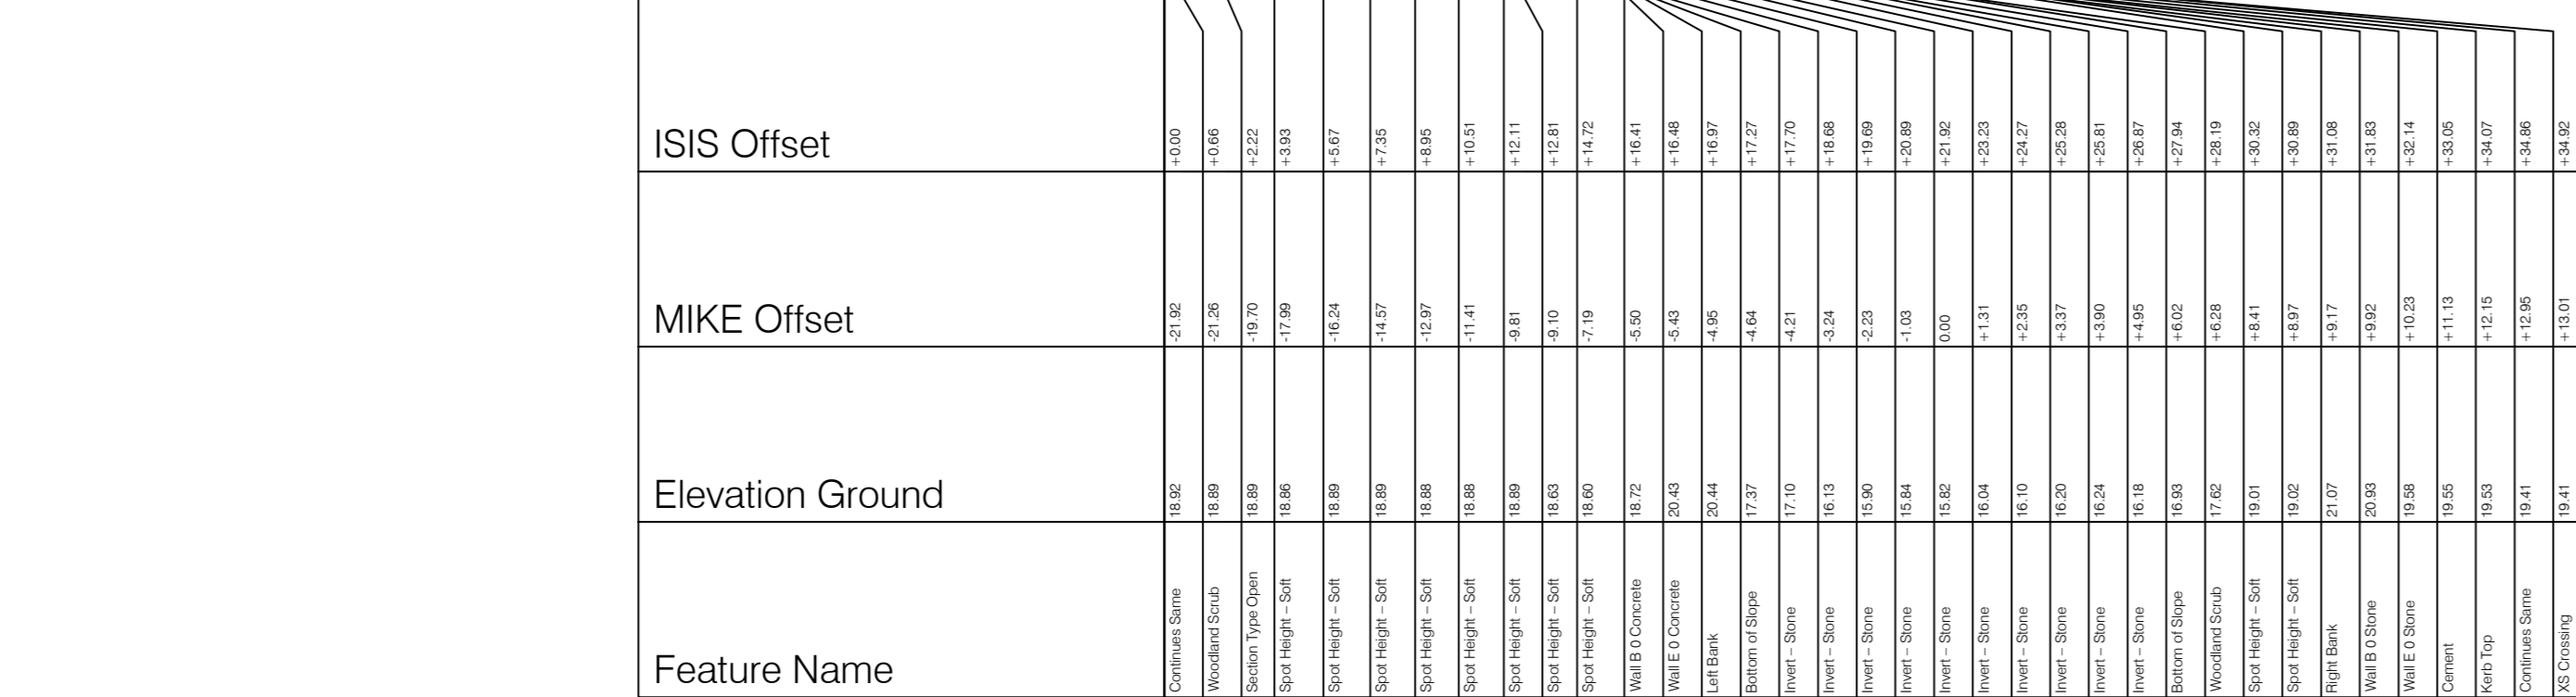 ISIS Offset +0.00 +0.66 +2.22 +3.93 +5.67 +7.35 +8.95 +10.51 +12.11 +12.81 +14.72 +16.41 +16.48 +16.97 +17.27 +17.70 +18.68 +19.69 +20.89 +21.92 +23.23 +24.27 +25.28 +25.81 +26.87 +27.94 +28.19 +30.32 +30.89 +31.08 +31.83 +32.14 +33.05 +34.07 +34.86 +34.92
MIKE Offset -21.92 -21.26 -19.70 -17.99 -16.24 -14.57 -12.97 -11.41 -9.81 -9.10 -7.19 -5.50 -5.43 -4.95 -4.64 -4.21 -3.24 -2.23 -1.03 0.00 +1.31 +2.35 +3.37 +3.90 +4.95 +6.02 +6.28 +8.41 +8.97 +9.17 +9.92 +10.23 +11.13 +12.15 +12.95 +13.01
Elevation Ground 18.92 18.89 18.89 18.86 18.89 18.89 18.88 18.88 18.89 18.63 18.60 18.72 20.43 20.44 17.37 17.10 16.13 15.90 15.84 15.82 16.04 16.10 16.20 16.24 16.18 16.93 17.62 19.01 19.02 21.07 20.93 19.58 19.55 19.53 19.41 19.41
Feature Name Continues Same Woodland Scrub Section Type Open Spot Height – Soft Spot Height – Soft Spot Height – Soft Spot Height – Soft Spot Height – Soft Spot Height – Soft Spot Height – Soft Spot Height – Soft Wall B 0 Concrete Wall E 0 Concrete Left Bank Bottom of Slope Invert – Stone Invert – Stone Invert – Stone Invert – Stone Invert – Stone Invert – Stone Invert – Stone Invert – Stone Invert – Stone Invert – Stone Bottom of Slope Woodland Scrub Spot Height – Soft Spot Height – Soft Right Bank Wall B 0 Stone Wall E 0 Stone Cement Kerb Top Continues Same XS Crossing